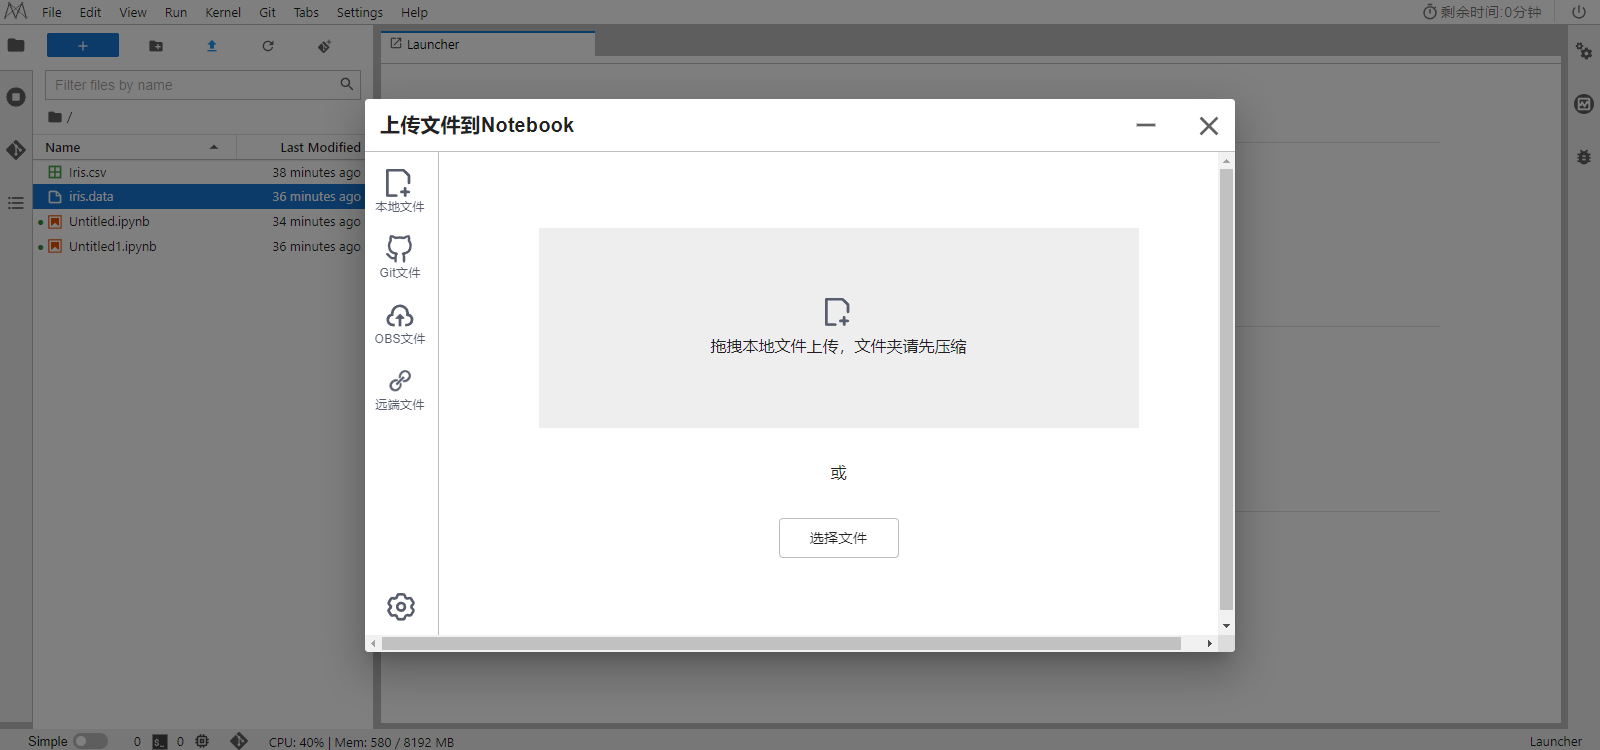 File Edit View Run Kernel Git Tabs Settings Help
剩余时间:0分钟
+
Launcher
Filter files by name
/
Name Last Modified
Iris.csv 38 minutes ago
iris.data 36 minutes ago
Untitled.ipynb 34 minutes ago
Untitled1.ipynb 36 minutes ago
上传文件到Notebook
本地文件
Git文件
OBS文件
远端文件
拖拽本地文件上传，文件夹请先压缩
或
选择文件
Simple 0 $_ 0 CPU: 40% | Mem: 580 / 8192 MB Launcher